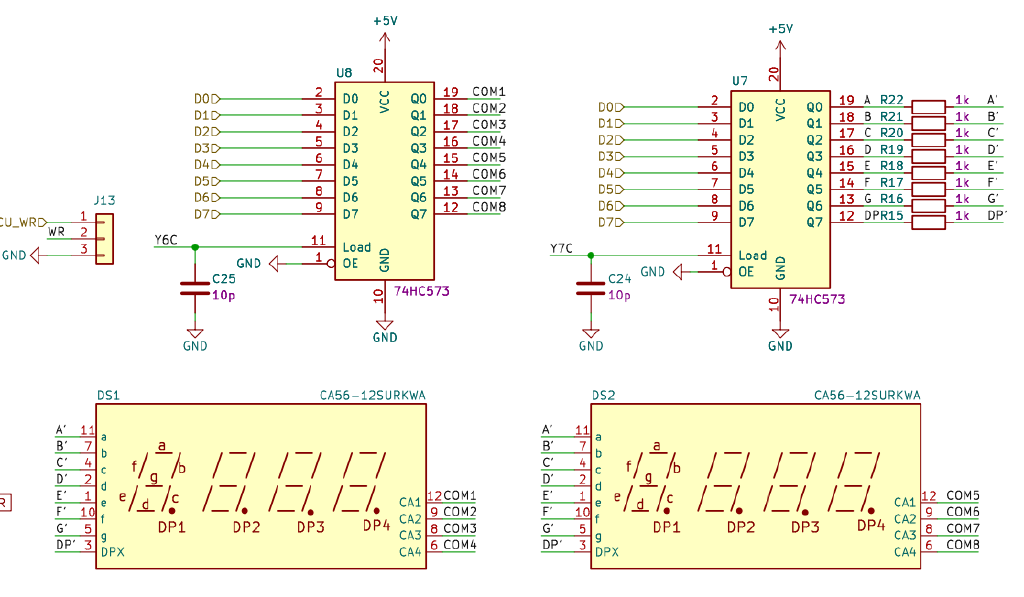 +5V
U8
20
VCC
D0 2 D0 Q0 19 COM1
D1 3 D1 Q1 18 COM2
D2 4 D2 Q2 17 COM3
D3 5 D3 Q3 16 COM4
D4 6 D4 Q4 15 COM5
D5 7 D5 Q5 14 COM6
D6 8 D6 Q6 13 COM7
D7 9 D7 Q7 12 COM8
Y6C 11 Load
GND 1 OE
GND
10
74HC573
GND
C25
10p
GND
J13
CU_WR 1
WR 2
GND 3
+5V
U7
20
VCC
D0 2 D0 Q0 19 A R22 1k A'
D1 3 D1 Q1 18 B R21 1k B'
D2 4 D2 Q2 17 C R20 1k C'
D3 5 D3 Q3 16 D R19 1k D'
D4 6 D4 Q4 15 E R18 1k E'
D5 7 D5 Q5 14 F R17 1k F'
D6 8 D6 Q6 13 G R16 1k G'
D7 9 D7 Q7 12 DP R15 1k DP'
Y7C 11 Load
GND 1 OE
GND
10
74HC573
GND
C24
10p
GND
R
DS1 CA56-12SURKWA
A' 11 a
B' 7 b
C' 4 c
D' 2 d
E' 1 e
F' 10 f
G' 5 g
DP' 3 DPX
a
f b
g
e c
d
DP1 DP2 DP3 DP4
CA1 12 COM1
CA2 9 COM2
CA3 8 COM3
CA4 6 COM4
DS2 CA56-12SURKWA
A' 11 a
B' 7 b
C' 4 c
D' 2 d
E' 1 e
F' 10 f
G' 5 g
DP' 3 DPX
a
f b
g
e c
d
DP1 DP2 DP3 DP4
CA1 12 COM5
CA2 9 COM6
CA3 8 COM7
CA4 6 COM8